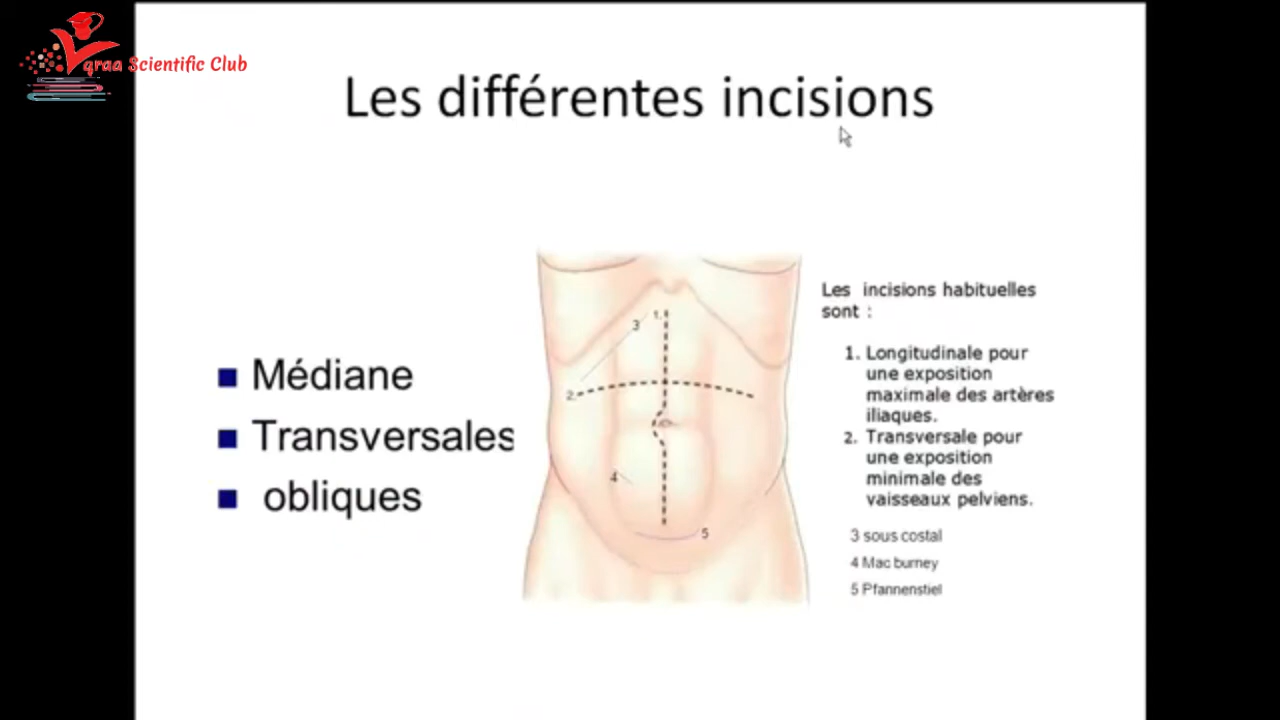 qraa Scientific Club
Les différentes incisions
Médiane
Transversales
obliques
1.
2.
3
4
5
Les incisions habituelles
sont :
1. Longitudinale pour
une exposition
maximale des artères
iliaques.
2. Transversale pour
une exposition
minimale des
vaisseaux pelviens.
3 sous costal
4 Mac burney
5 Pfannenstiel